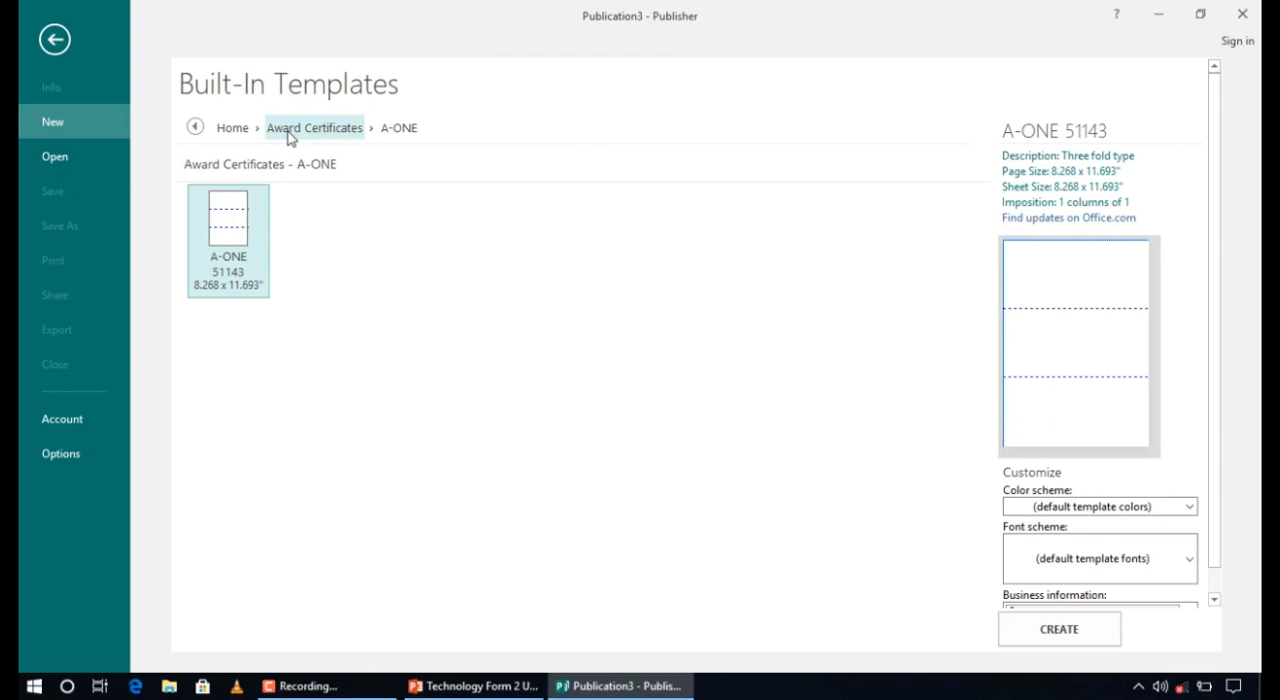 Publication3 - Publisher
?
Sign in
Info
New
Open
Save
Save As
Print
Share
Export
Close
Account
Options
Built-In Templates
Home › Award Certificates › A-ONE
Award Certificates - A-ONE
A-ONE
51143
8.268 x 11.693"
A-ONE 51143
Description: Three fold type
Page Size: 8.268 x 11.693"
Sheet Size: 8.268 x 11.693"
Imposition: 1 columns of 1
Find updates on Office.com
Customize
Color scheme:
(default template colors)
Font scheme:
(default template fonts)
Business information:
CREATE
Recording...
Technology Form 2 U...
Publication3 - Publis...